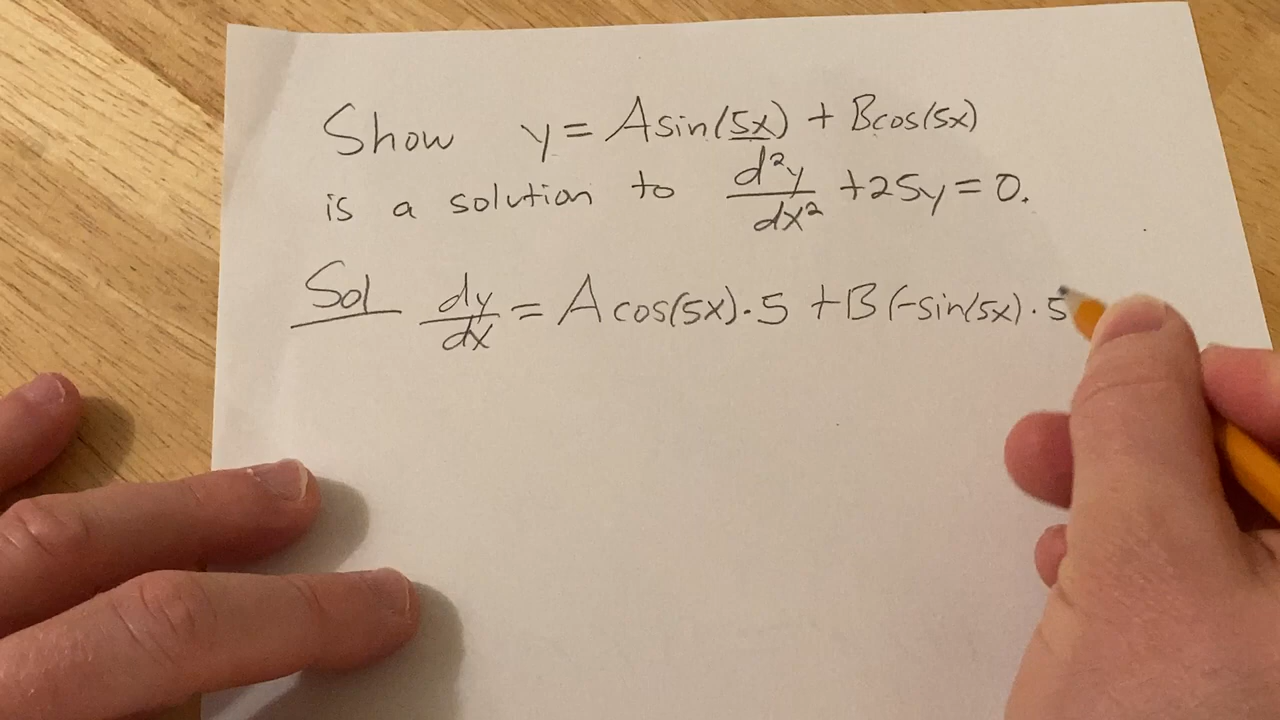 Show y = Asin(5x) + Bcos(5x)
is a solution to d²y/dx² +25y = 0.
Sol dy/dx = A cos(5x)·5 + B(-sin(5x)·5